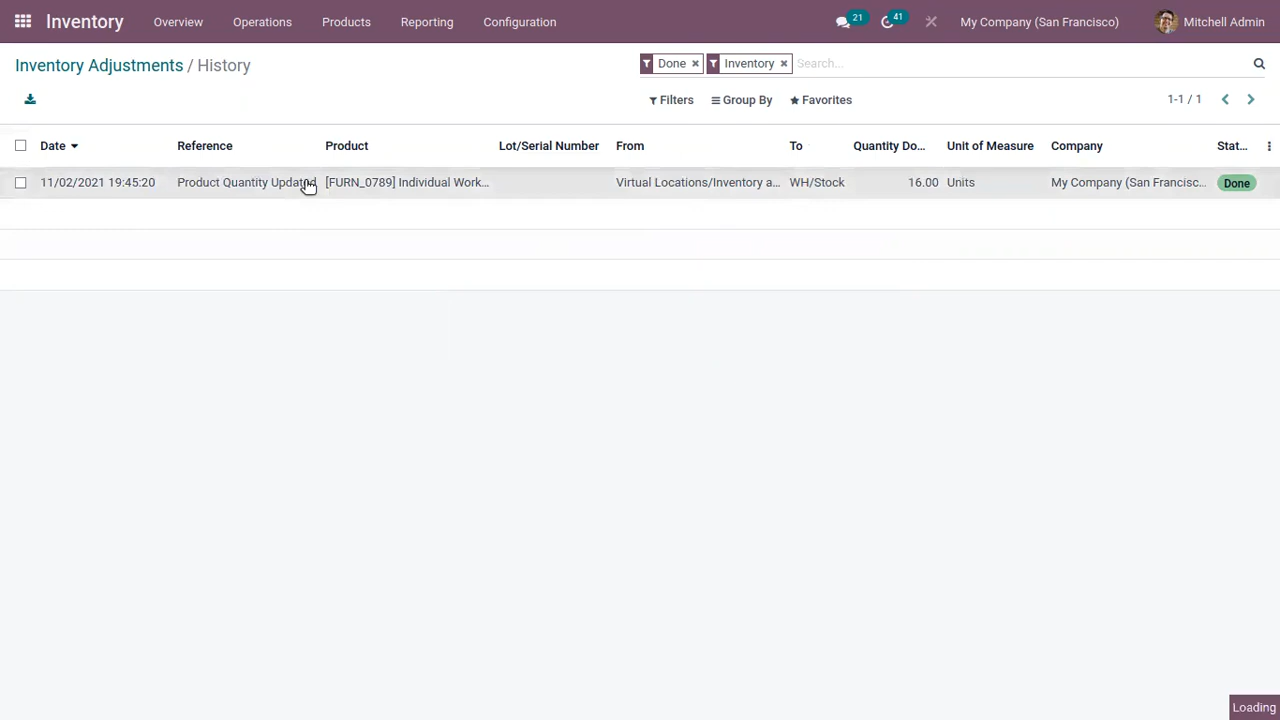 Inventory Overview Operations Products Reporting Configuration 21 41 My Company (San Francisco) Mitchell Admin
Inventory Adjustments / History Done × Inventory × Search...
Filters Group By Favorites 1-1 / 1
Date Reference Product Lot/Serial Number From To Quantity Do... Unit of Measure Company Stat...
11/02/2021 19:45:20 Product Quantity Updated [FURN_0789] Individual Work... Virtual Locations/Inventory a... WH/Stock 16.00 Units My Company (San Francisc... Done
Loading